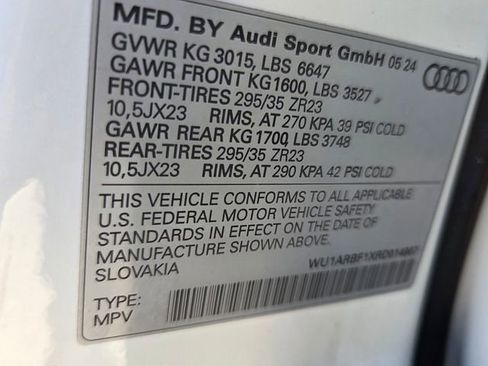 MFD. BY Audi Sport GmbH 05 24
GVWR KG 3015, LBS 6647
GAWR FRONT KG1600, LBS 3527
FRONT-TIRES 295/35 ZR23
10,5JX23 RIMS, AT 270 KPA 39 PSI COLD
GAWR REAR KG1700, LBS 3748
REAR-TIRES 295/35 ZR23
10,5JX23 RIMS, AT 290 KPA 42 PSI COLD
THIS VEHICLE CONFORMS TO ALL APPLICABLE
U.S. FEDERAL MOTOR VEHICLE SAFETY
STANDARDS IN EFFECT ON THE DATE OF
MANUFACTURE SHOWN ABOVE.
SLOVAKIA
TYPE:
MPV